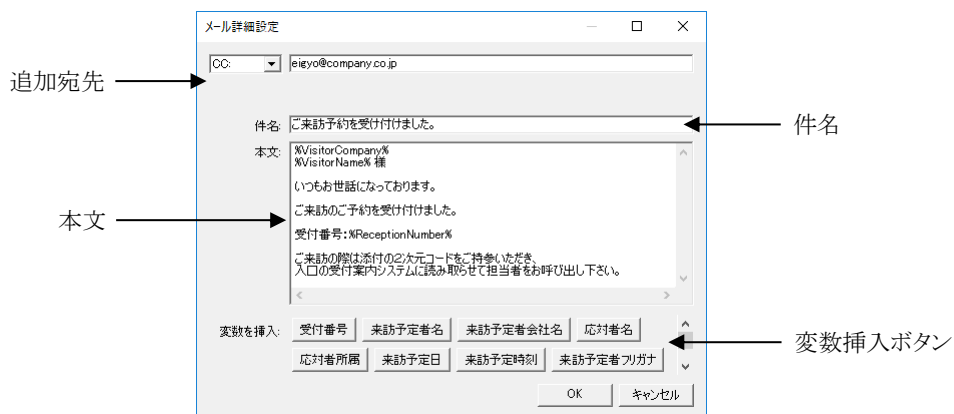 メール詳細設定
CC: eigyo@company.co.jp
追加宛先
件名: ご来訪予約を受け付けました。
件名
本文: %VisitorCompany%
%VisitorName% 様
いつもお世話になっております。
ご来訪のご予約を受け付けました。
本文
受付番号:%ReceptionNumber%
ご来訪の際は添付の2次元コードをご持参いただき、
入口の受付案内システムに読み取らせて担当者をお呼び出し下さい。
変数を挿入: 受付番号 来訪予定者名 来訪予定者会社名 応対者名
変数挿入ボタン
応対者所属 来訪予定日 来訪予定時刻 来訪予定者フリガナ
OK キャンセル